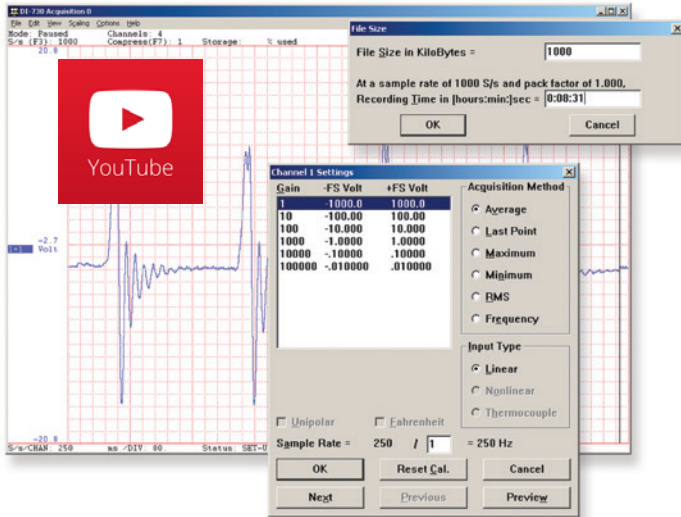 DI-730 Acquisition 0
File Edit View Scaling Options Help
Mode: Paused Channels: 4
S/s (F3): 1000 Compress(F7): 1 Storage: % used
20.8
YouTube
-2.7
1-1 Volt
-20.8
S/s/CHAN: 250 ms /DIV: 80. Status: SET-U
File Size
File Size in KiloBytes = 1000
At a sample rate of 1000 S/s and pack factor of 1.000,
Recording Time in [hours:min:]sec = 0:08:31
OK Cancel
Channel 1 Settings
Gain -FS Volt +FS Volt
1 -1000.0 1000.0
10 -100.00 100.00
100 -10.000 10.000
1000 -1.0000 1.0000
10000 -.10000 .10000
100000 -.010000 .010000
Acquisition Method
Average
Last Point
Maximum
Minimum
RMS
Frequency
Input Type
Linear
Nonlinear
Thermocouple
Unipolar Fahrenheit
Sample Rate = 250 / 1 = 250 Hz
OK Reset Cal. Cancel
Next Previous Preview